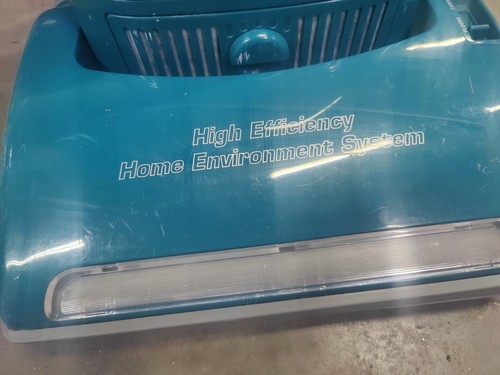 High Efficiency
Home Environment System